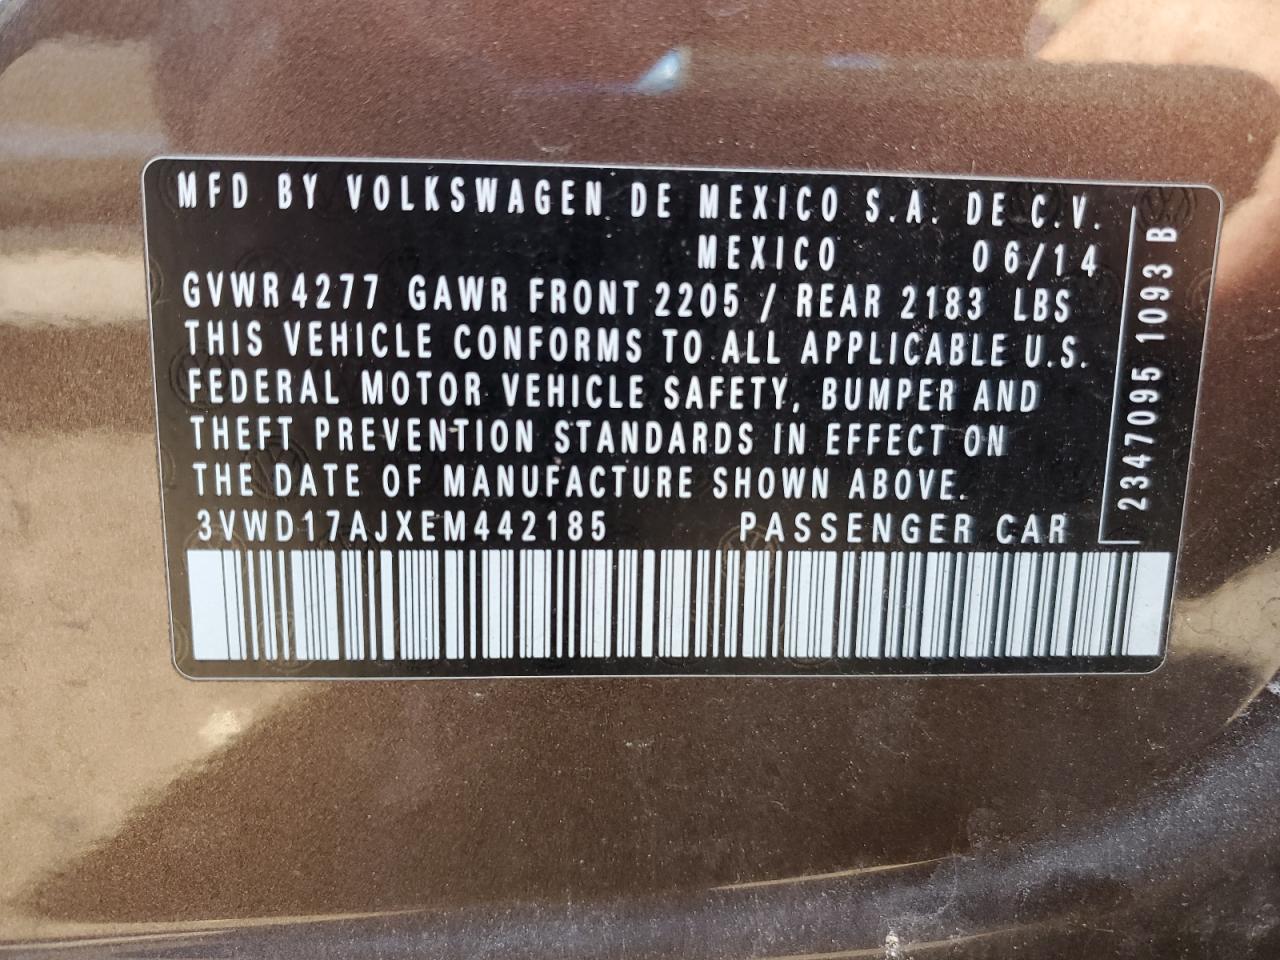 MFD BY VOLKSWAGEN DE MEXICO S.A. DE C.V.
MEXICO 06/14
GVWR 4277 GAWR FRONT 2205 / REAR 2183 LBS
THIS VEHICLE CONFORMS TO ALL APPLICABLE U.S.
FEDERAL MOTOR VEHICLE SAFETY, BUMPER AND
THEFT PREVENTION STANDARDS IN EFFECT ON
THE DATE OF MANUFACTURE SHOWN ABOVE.
3VWD17AJXEM442185 PASSENGER CAR
2347095 1093 B